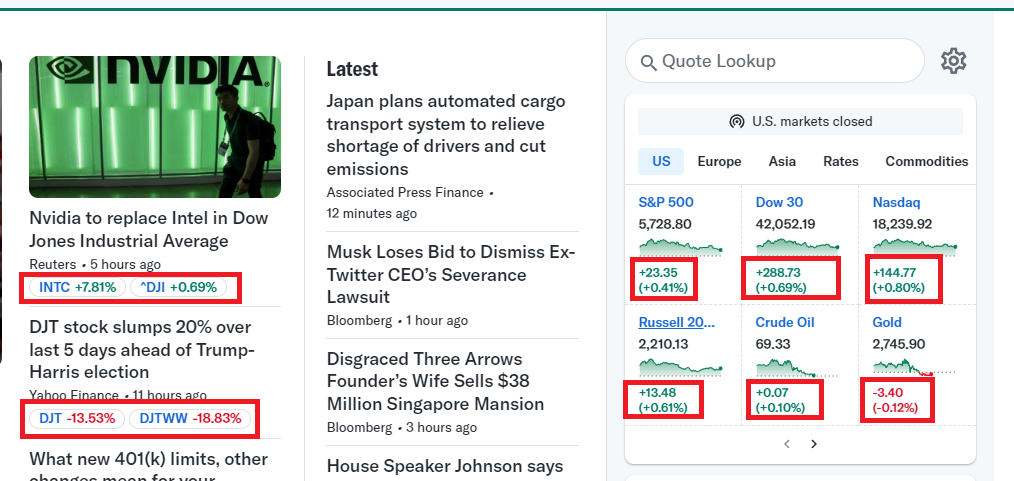 NVIDIA.
Nvidia to replace Intel in Dow
Jones Industrial Average
Reuters • 5 hours ago
INTC +7.81% ^DJI +0.69%
DJT stock slumps 20% over
last 5 days ahead of Trump-
Harris election
Yahoo Finance • 11 hours ago
DJT -13.53% DJTWW -18.83%
What new 401(k) limits, other
changes mean for your
Latest
Japan plans automated cargo
transport system to relieve
shortage of drivers and cut
emissions
Associated Press Finance •
12 minutes ago
Musk Loses Bid to Dismiss Ex-
Twitter CEO's Severance
Lawsuit
Bloomberg • 1 hour ago
Disgraced Three Arrows
Founder's Wife Sells $38
Million Singapore Mansion
Bloomberg • 3 hours ago
House Speaker Johnson says
Quote Lookup
U.S. markets closed
US Europe Asia Rates Commodities
S&P 500 Dow 30 Nasdaq
5,728.80 42,052.19 18,239.92
+23.35 +288.73 +144.77
(+0.41%) (+0.69%) (+0.80%)
Russell 20... Crude Oil Gold
2,210.13 69.33 2,745.90
+13.48 +0.07 -3.40
(+0.61%) (+0.10%) (-0.12%)